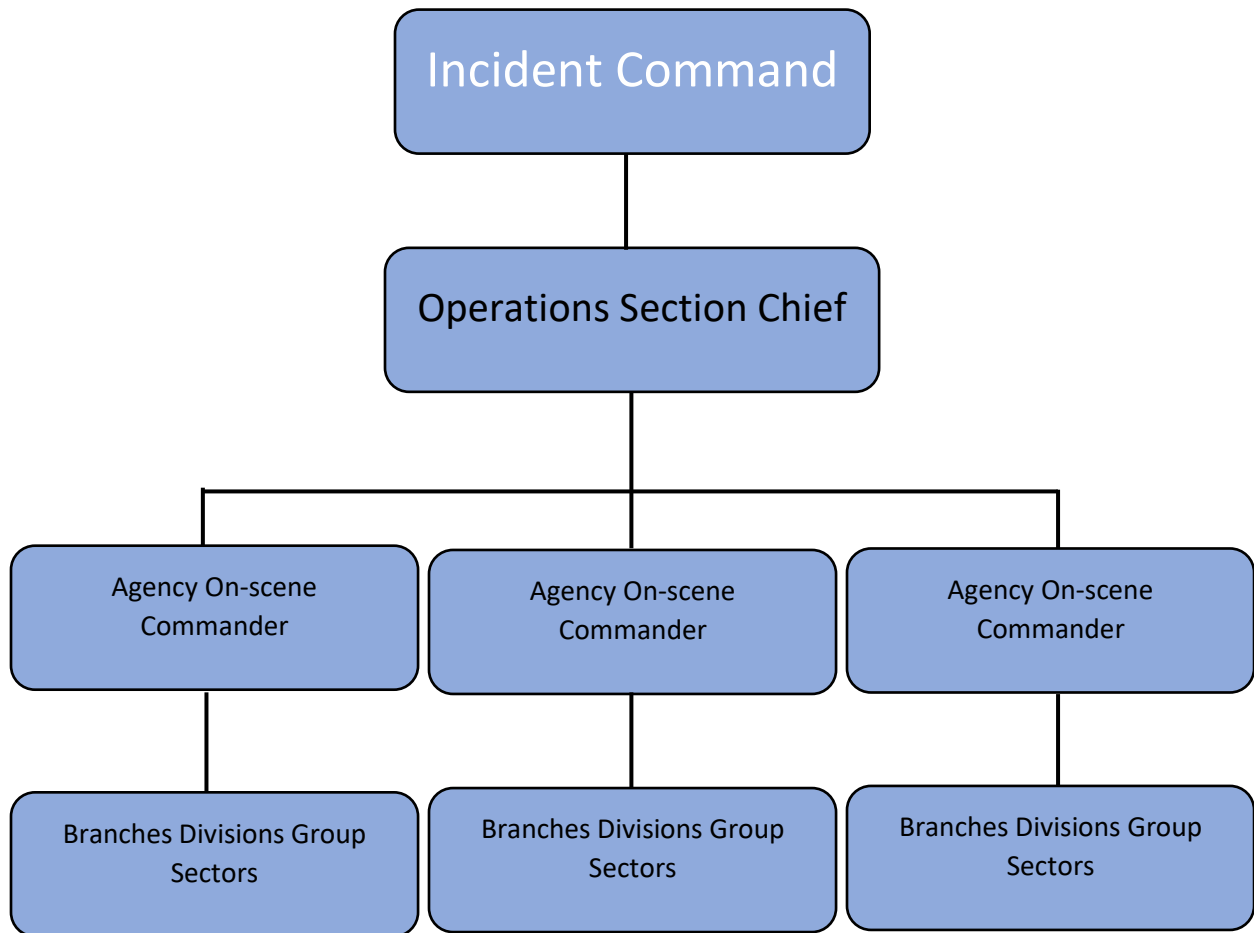 Incident Command
Operations Section Chief
Agency On-scene
Commander
Agency On-scene
Commander
Agency On-scene
Commander
Branches Divisions Group
Sectors
Branches Divisions Group
Sectors
Branches Divisions Group
Sectors